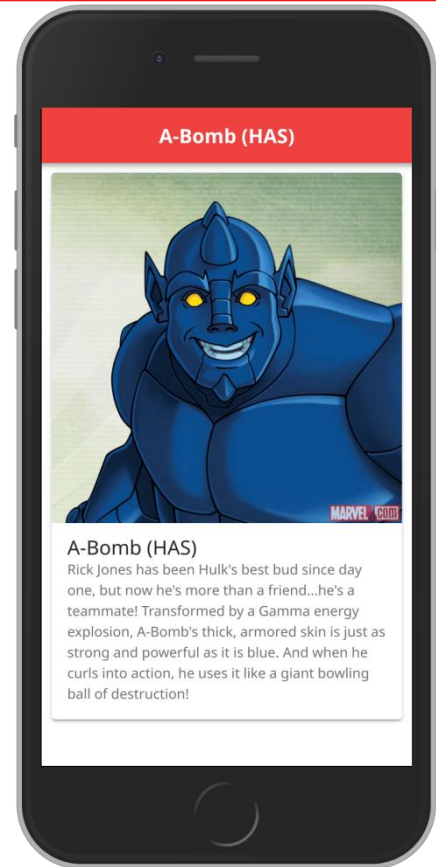 A-Bomb (HAS)
MARVEL.COM
A-Bomb (HAS)
Rick Jones has been Hulk's best bud since day
one, but now he's more than a friend...he's a
teammate! Transformed by a Gamma energy
explosion, A-Bomb's thick, armored skin is just as
strong and powerful as it is blue. And when he
curls into action, he uses it like a giant bowling
ball of destruction!